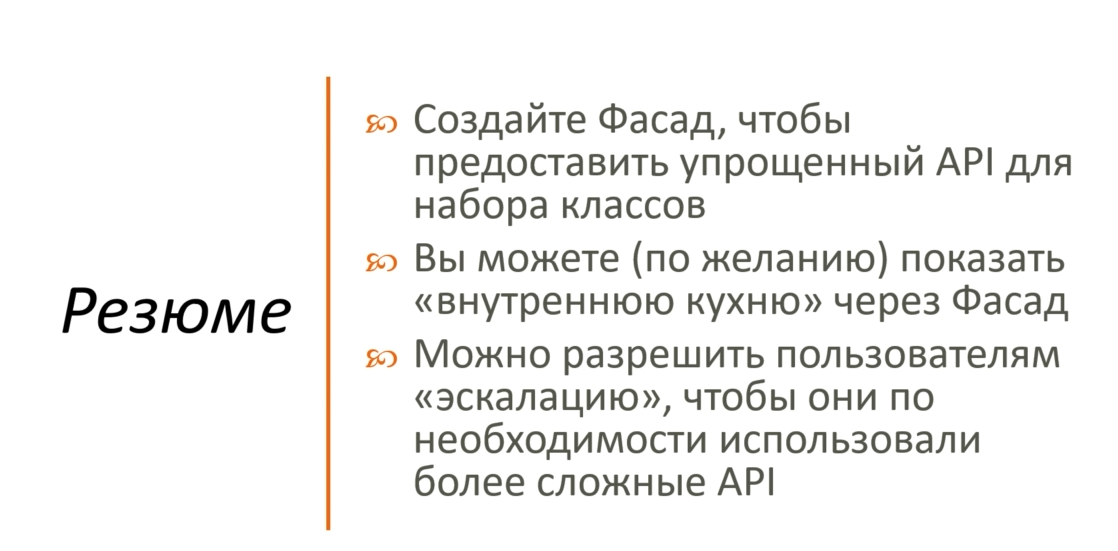 Резюме
Создайте Фасад, чтобы
предоставить упрощенный API для
набора классов
Вы можете (по желанию) показать
«внутреннюю кухню» через Фасад
Можно разрешить пользователям
«эскалацию», чтобы они по
необходимости использовали
более сложные API